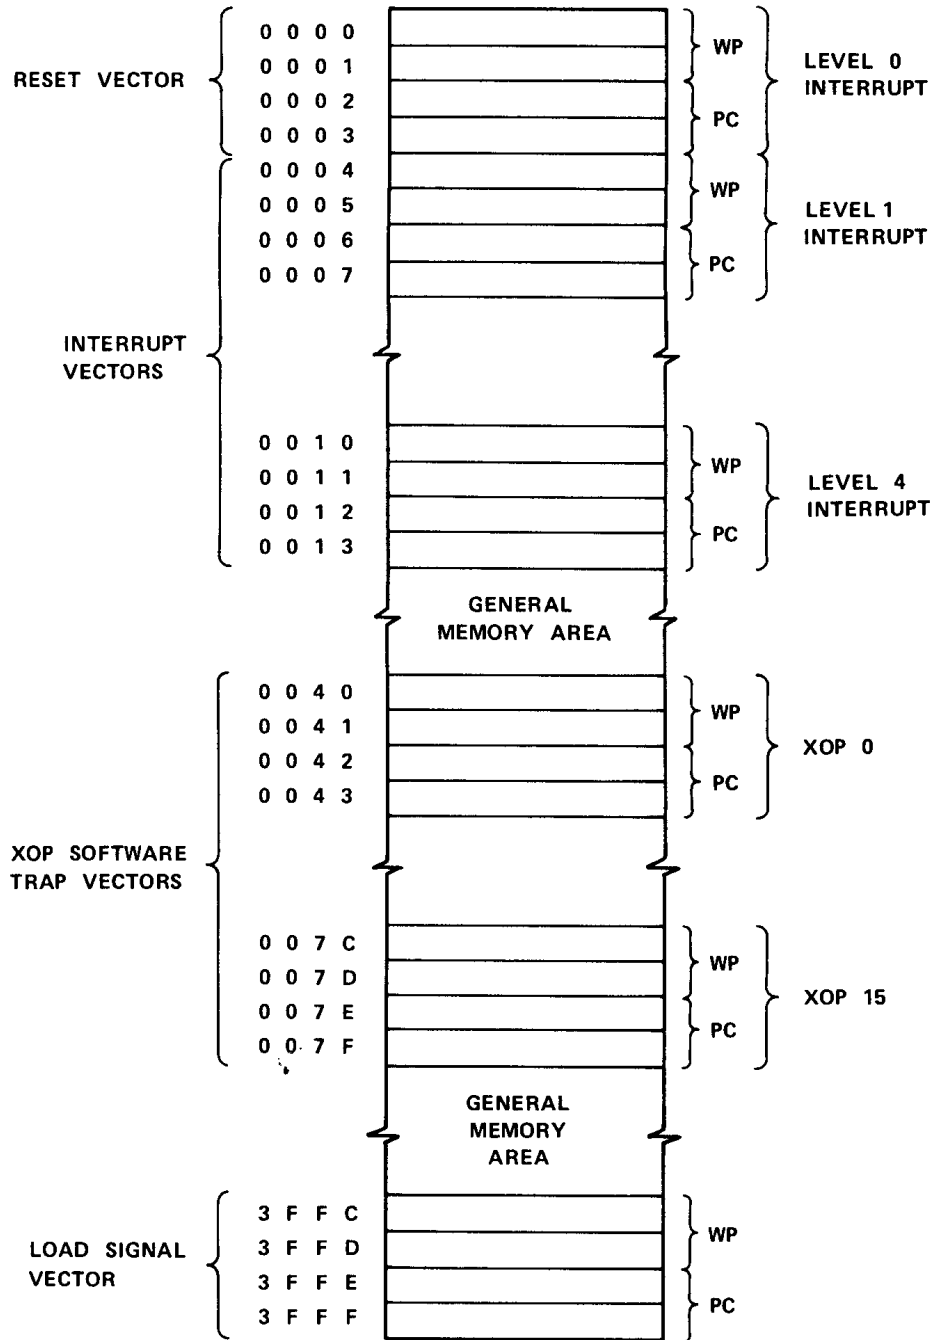 0 0 0 0
WP
RESET VECTOR
0 0 0 1
LEVEL 0
INTERRUPT
0 0 0 2
PC
0 0 0 3
0 0 0 4
WP
0 0 0 5
LEVEL 1
INTERRUPT
0 0 0 6
PC
0 0 0 7
INTERRUPT
VECTORS
0 0 1 0
WP
0 0 1 1
LEVEL 4
INTERRUPT
0 0 1 2
PC
0 0 1 3
GENERAL
MEMORY AREA
0 0 4 0
WP
0 0 4 1
XOP 0
0 0 4 2
PC
0 0 4 3
XOP SOFTWARE
TRAP VECTORS
0 0 7 C
WP
0 0 7 D
XOP 15
0 0 7 E
PC
0 0 7 F
GENERAL
MEMORY
AREA
3 F F C
WP
3 F F D
LOAD SIGNAL
VECTOR
3 F F E
PC
3 F F F